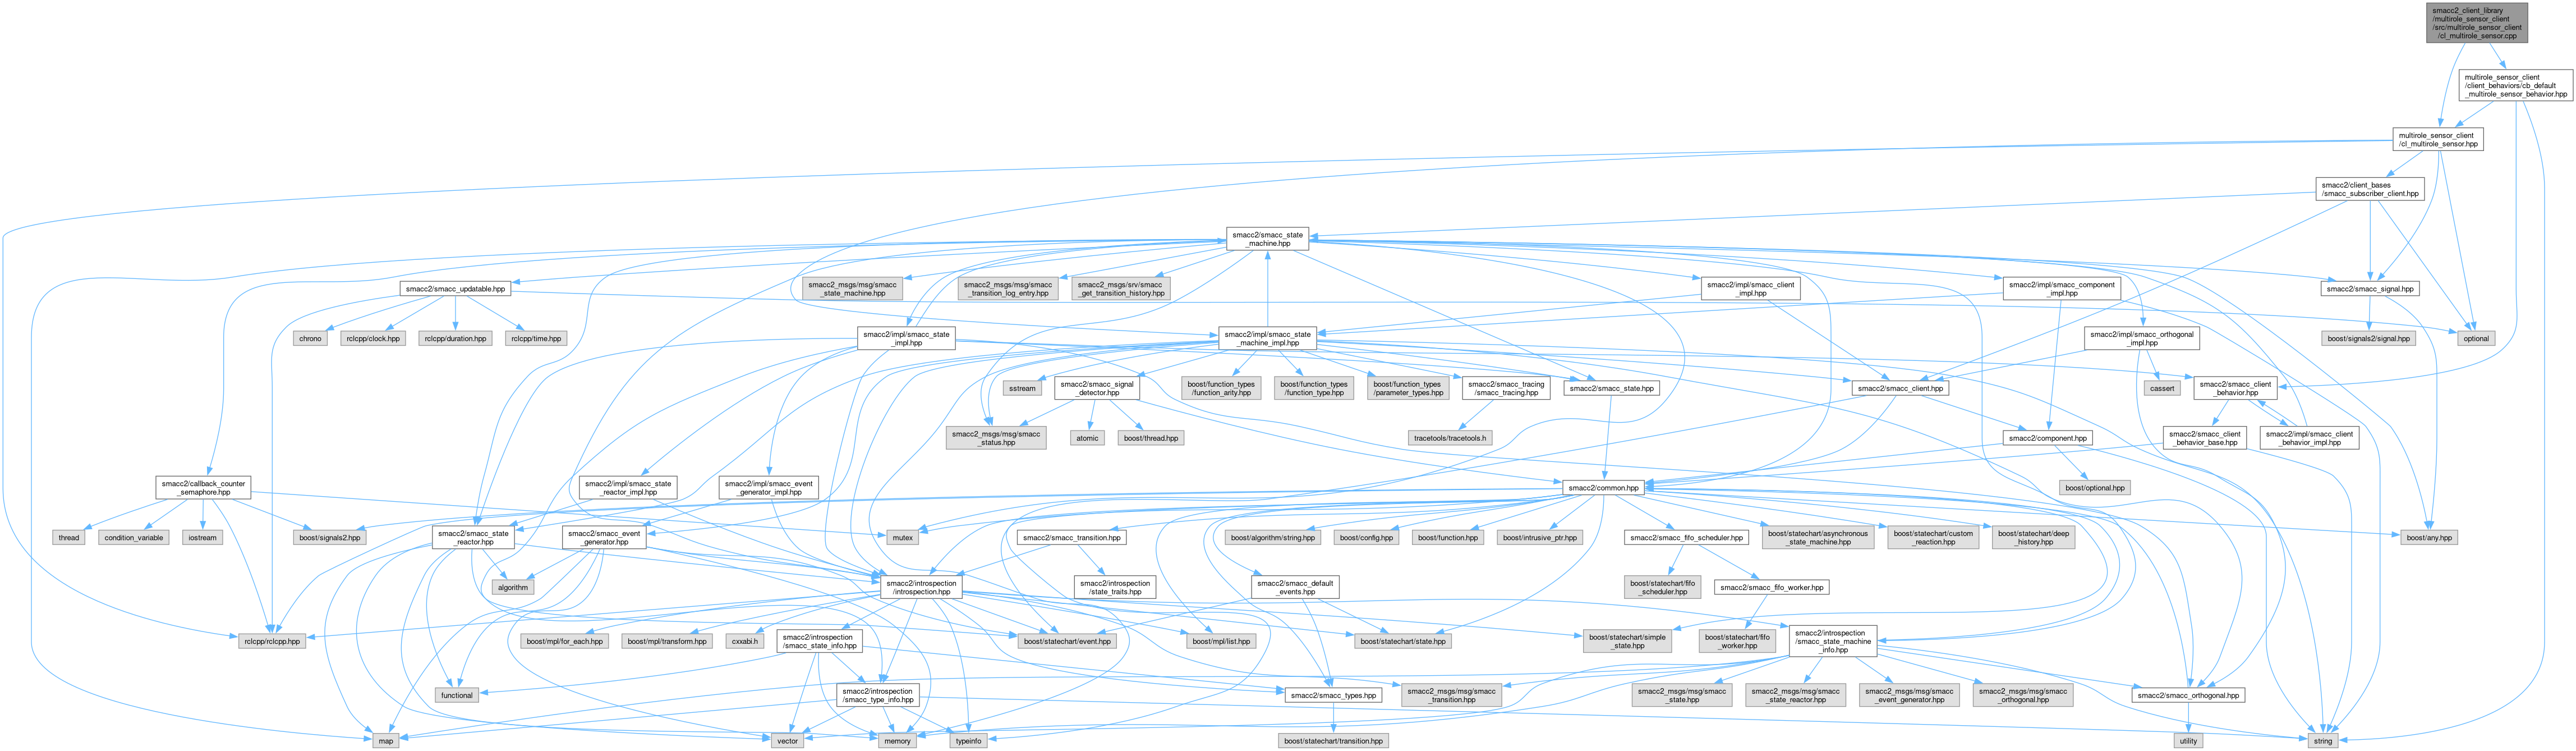 smacc2_client_library
/multirole_sensor_client
/src/multirole_sensor_client
/cl_multirole_sensor.cpp
multirole_sensor_client
/client_behaviors/cb_default
_multirole_sensor_behavior.hpp
multirole_sensor_client
/cl_multirole_sensor.hpp
smacc2/client_bases
/smacc_subscriber_client.hpp
smacc2/smacc_state
_machine.hpp
smacc2/smacc_updatable.hpp
smacc2_msgs/msg/smacc
_state_machine.hpp
smacc2_msgs/msg/smacc
_transition_log_entry.hpp
smacc2_msgs/srv/smacc
_get_transition_history.hpp
smacc2/impl/smacc_client
_impl.hpp
smacc2/impl/smacc_component
_impl.hpp
smacc2/smacc_signal.hpp
chrono
rclcpp/clock.hpp
rclcpp/duration.hpp
rclcpp/time.hpp
smacc2/impl/smacc_state
_impl.hpp
smacc2/impl/smacc_state
_machine_impl.hpp
smacc2/impl/smacc_orthogonal
_impl.hpp
boost/signals2/signal.hpp
optional
sstream
smacc2/smacc_signal
_detector.hpp
boost/function_types
/function_arity.hpp
boost/function_types
/function_type.hpp
boost/function_types
/parameter_types.hpp
smacc2/smacc_tracing
/smacc_tracing.hpp
smacc2/smacc_state.hpp
smacc2/smacc_client.hpp
cassert
smacc2/smacc_client
_behavior.hpp
smacc2_msgs/msg/smacc
_status.hpp
atomic
boost/thread.hpp
tracetools/tracetools.h
smacc2/component.hpp
smacc2/smacc_client
_behavior_base.hpp
smacc2/impl/smacc_client
_behavior_impl.hpp
smacc2/callback_counter
_semaphore.hpp
smacc2/impl/smacc_state
_reactor_impl.hpp
smacc2/impl/smacc_event
_generator_impl.hpp
smacc2/common.hpp
boost/optional.hpp
thread
condition_variable
iostream
boost/signals2.hpp
smacc2/smacc_state
_reactor.hpp
smacc2/smacc_event
_generator.hpp
mutex
smacc2/smacc_transition.hpp
boost/algorithm/string.hpp
boost/config.hpp
boost/function.hpp
boost/intrusive_ptr.hpp
smacc2/smacc_fifo_scheduler.hpp
boost/statechart/asynchronous
_state_machine.hpp
boost/statechart/custom
_reaction.hpp
boost/statechart/deep
_history.hpp
boost/any.hpp
algorithm
smacc2/introspection
/introspection.hpp
smacc2/introspection
/state_traits.hpp
smacc2/smacc_default
_events.hpp
boost/statechart/fifo
_scheduler.hpp
smacc2/smacc_fifo_worker.hpp
rclcpp/rclcpp.hpp
boost/mpl/for_each.hpp
boost/mpl/transform.hpp
cxxabi.h
smacc2/introspection
/smacc_state_info.hpp
boost/statechart/event.hpp
boost/mpl/list.hpp
boost/statechart/state.hpp
boost/statechart/simple
_state.hpp
boost/statechart/fifo
_worker.hpp
smacc2/introspection
/smacc_state_machine
_info.hpp
functional
smacc2/introspection
/smacc_type_info.hpp
smacc2/smacc_types.hpp
smacc2_msgs/msg/smacc
_transition.hpp
smacc2_msgs/msg/smacc
_state.hpp
smacc2_msgs/msg/smacc
_state_reactor.hpp
smacc2_msgs/msg/smacc
_event_generator.hpp
smacc2_msgs/msg/smacc
_orthogonal.hpp
smacc2/smacc_orthogonal.hpp
map
vector
memory
typeinfo
boost/statechart/transition.hpp
utility
string